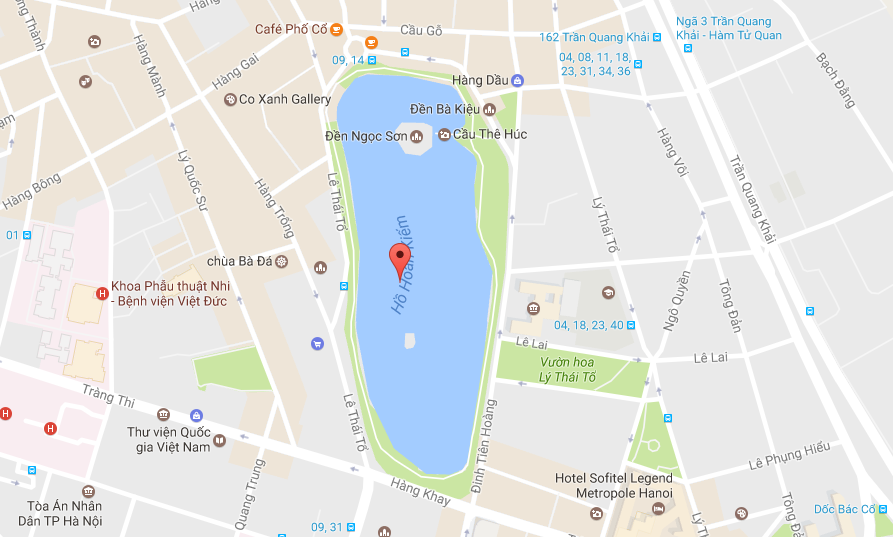 Hàng
Café Phố Cổ
Cầu Gỗ
162 Trần Quang Khải
Ngã 3 Trần Quang
Khải - Hàm Tử Quan
04, 08, 11, 18,
23, 31, 34, 36
09, 14
Hàng Dầu
Bạch Đằng
ng Thành
Hàng Mành
Hàng Gai
Co Xanh Gallery
Đền Bà Kiệu
Đền Ngọc Sơn
Cầu Thê Húc
Hàng Vôi
Trần Quang Khải
Hàng Bông
Lý Quốc Sư
Hàng Trống
Lê Thái Tổ
Lý Thái Tổ
Hồ Hoàn Kiếm
01
chùa Bà Đá
Khoa Phẫu thuật Nhi
- Bệnh viện Việt Đức
H
Ngô Quyền
Tông Đản
04, 18, 23, 40
Lê Lai
Lê Lai
Vườn hoa
Lý Thái Tổ
Tràng Thi
H
H
Thư viện Quốc
gia Việt Nam
Lê Thái Tổ
Đinh Tiên Hoàng
Lê Phụng Hiểu
Quang Trung
Hàng Khay
Hotel Sofitel Legend
Metropole Hanoi
Tòa Án Nhân
Dân TP Hà Nội
09, 31
Lý Th
Tông Đản
Dốc Bác Cổ